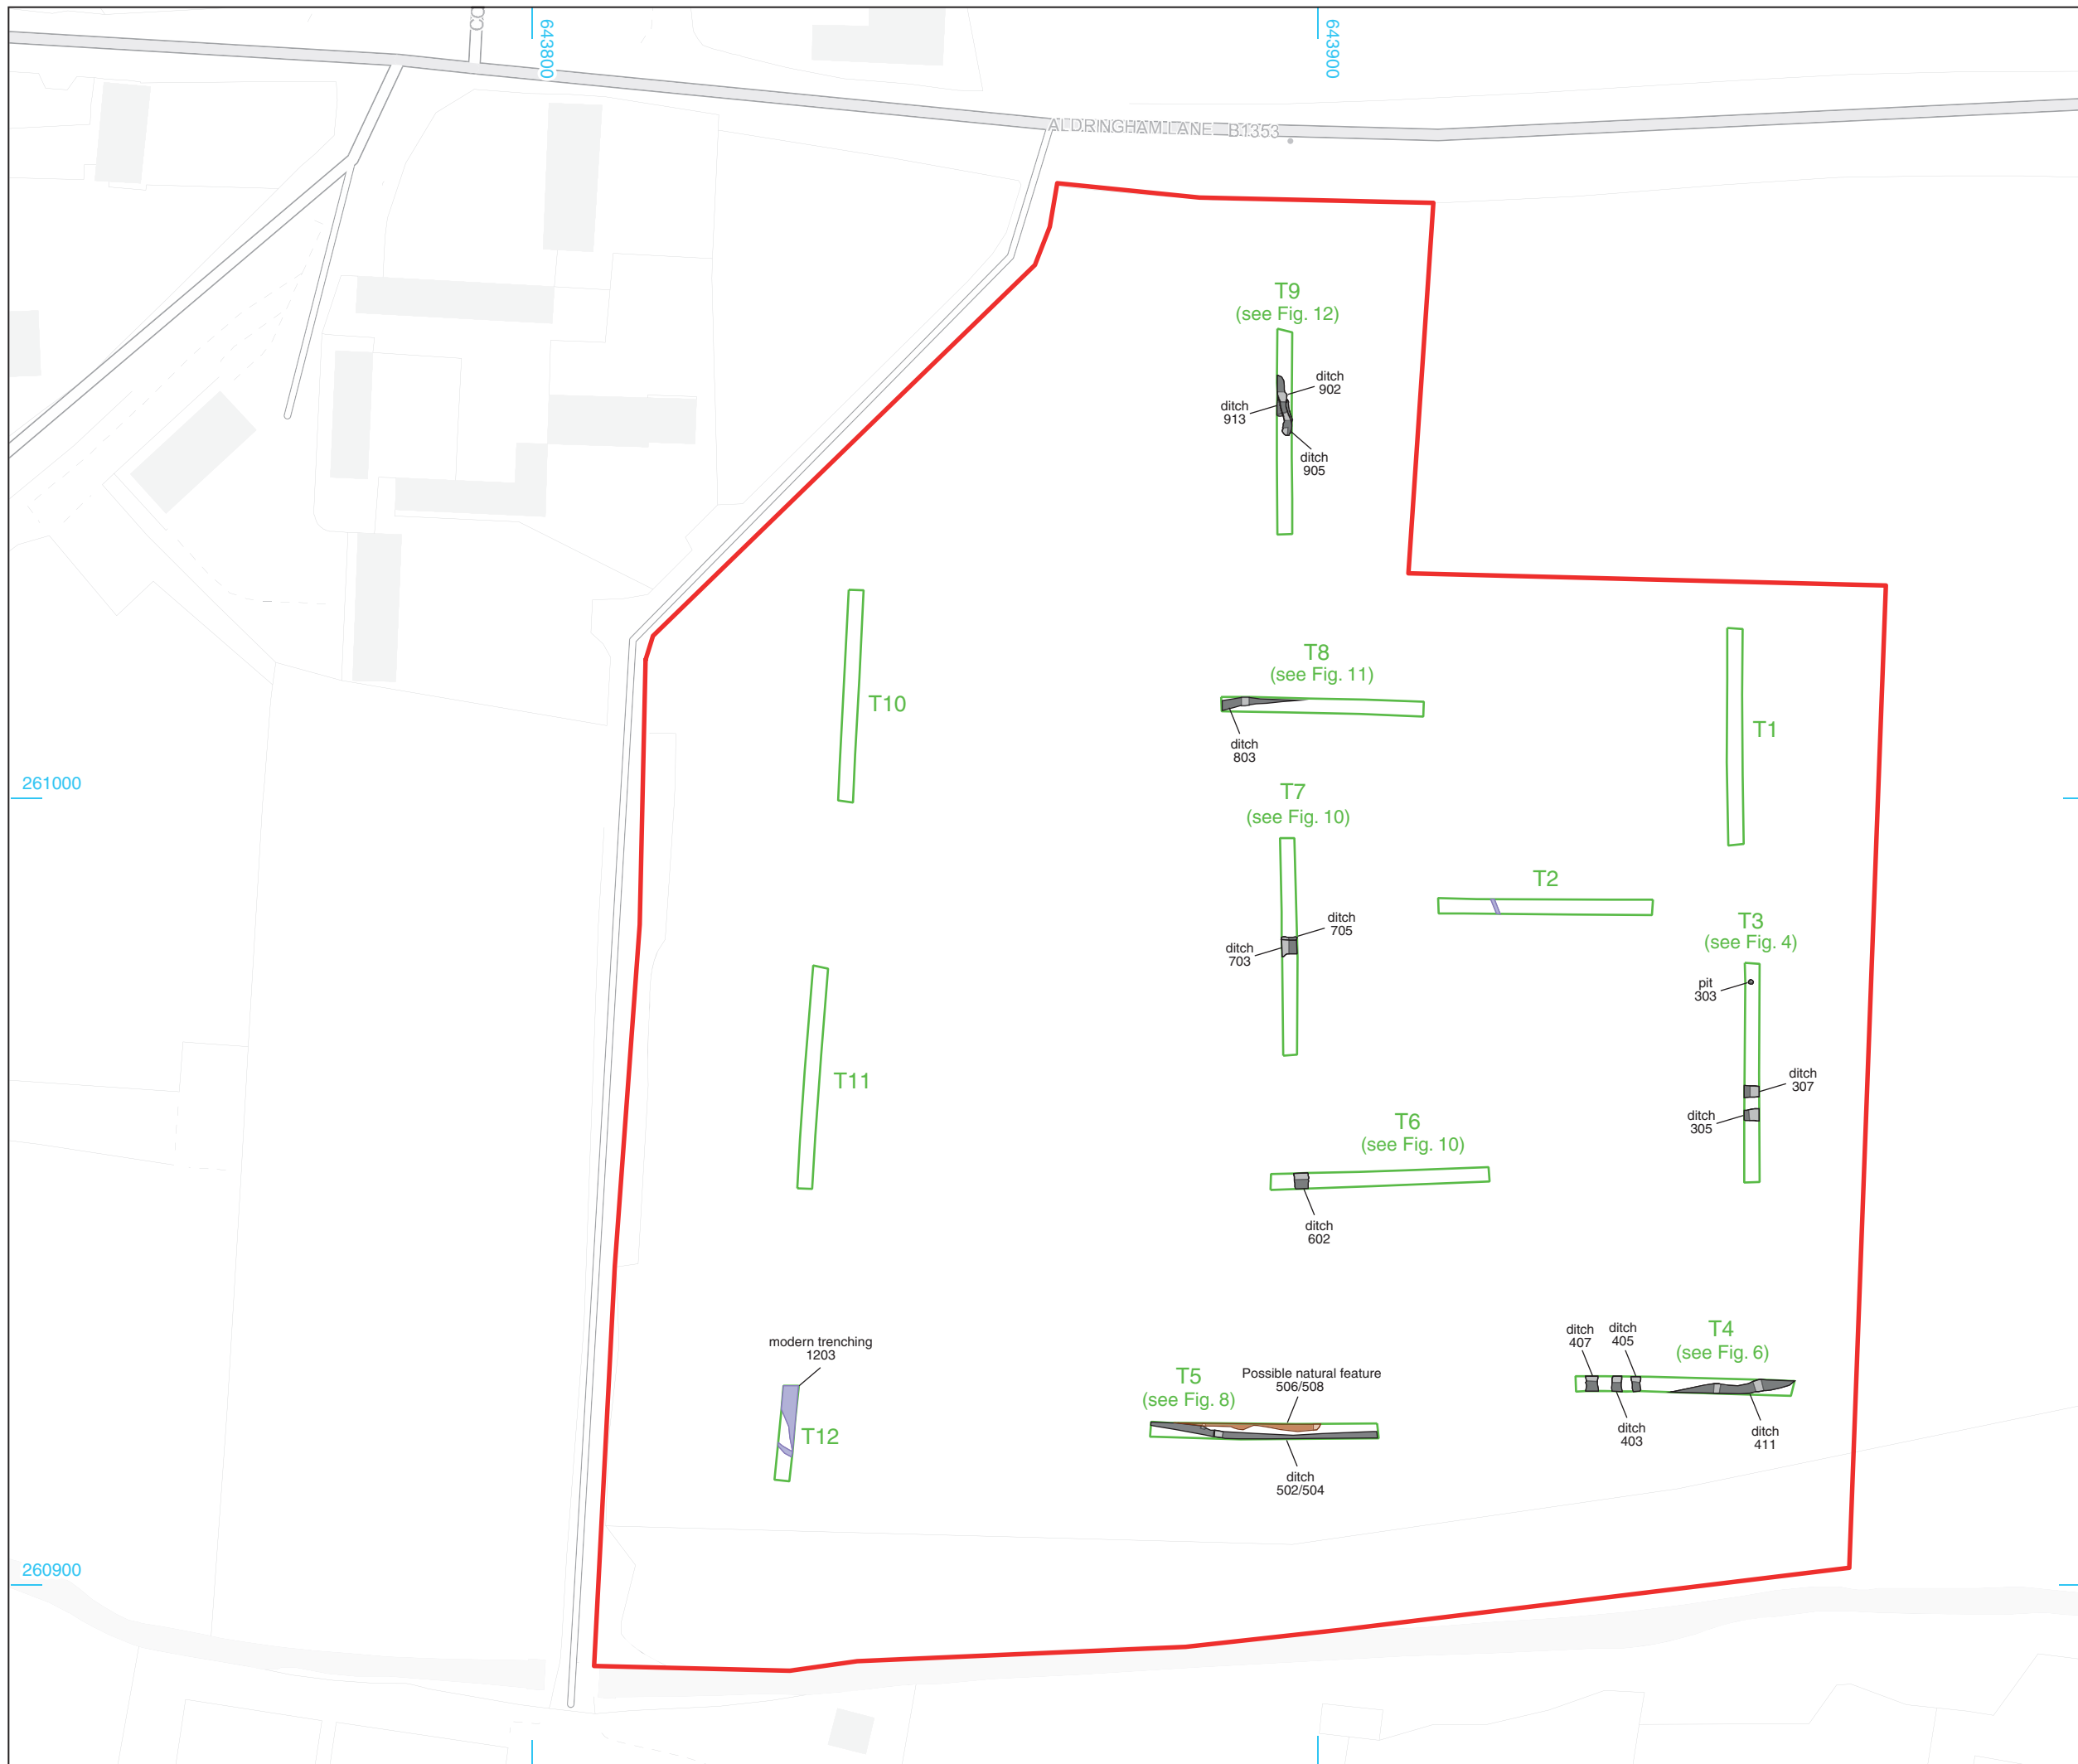 CO
643800
643900
ALDRINGHAM LANE B1353
T9
(see Fig. 12)
ditch
902
ditch
913
ditch
905
T10
T8
(see Fig. 11)
ditch
803
T1
261000
T7
(see Fig. 10)
ditch
705
ditch
703
T2
T3
(see Fig. 4)
pit
303
ditch
307
ditch
305
T11
T6
(see Fig. 10)
ditch
602
modern trenching
1203
T12
T5
(see Fig. 8)
Possible natural feature
506/508
ditch
502/504
ditch
407
ditch
405
T4
(see Fig. 6)
ditch
403
ditch
411
260900